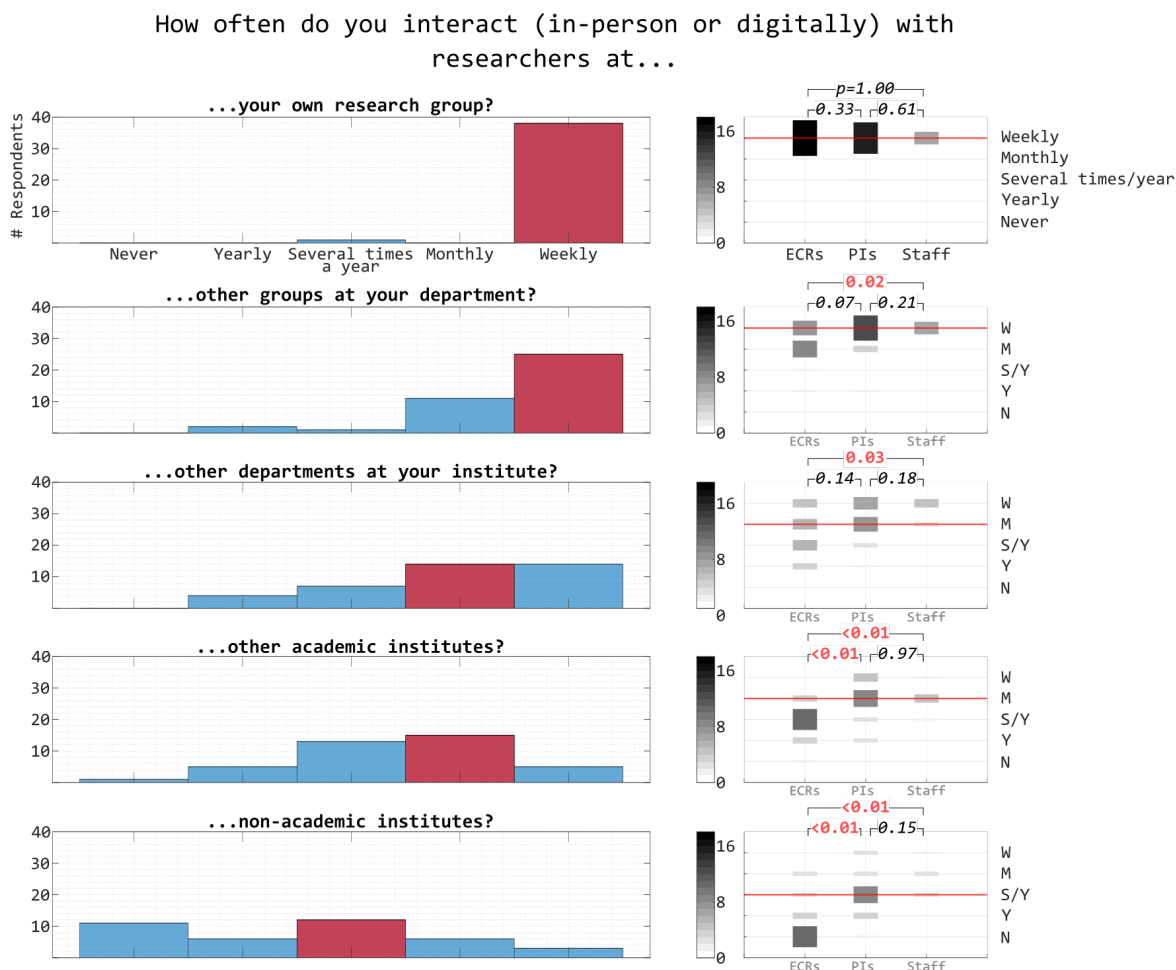 How often do you interact (in-person or digitally) with
researchers at...
...your own research group?
# Respondents
40
30
20
10
Never
Yearly
Several times
a year
Monthly
Weekly
p=1.00
0.33
0.61
16
8
0
Weekly
Monthly
Several times/year
Yearly
Never
ECRs
PIs
Staff
...other groups at your department?
40
30
20
10
0.02
0.07
0.21
16
8
0
W
M
S/Y
Y
N
ECRs
PIs
Staff
...other departments at your institute?
40
30
20
10
0.03
0.14
0.18
16
8
0
W
M
S/Y
Y
N
ECRs
PIs
Staff
...other academic institutes?
40
30
20
10
<0.01
<0.01
0.97
16
8
0
W
M
S/Y
Y
N
ECRs
PIs
Staff
...non-academic institutes?
40
30
20
10
<0.01
<0.01
0.15
16
8
0
W
M
S/Y
Y
N
ECRs
PIs
Staff